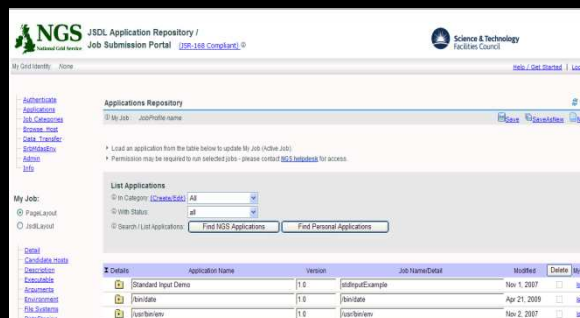 NGS
National Grid Service
JSDL Application Repository /
Job Submission Portal (JSR-168 Compliant)
Science & Technology
Facilities Council
My Grid Identity: None
Help / Get Started |
Authenticate
Applications
Job Categories
Browse Host
Data Transfer
SrbHdasEnv
Admin
Info
My Job:
PageLayout
JsdlLayout
Detail
Candidate Hosts
Description
Executable
Arguments
Environment
File Systems
Applications Repository
My Job JobProfile name
Save SaveAsNew
Load an application from the table below to update My Job (Active Job)
Permission may be required to run selected jobs - please contact NGS helpdesk for access.
List Applications
In Category: (Create/Edit) All
With Status: all
Search / List Applications: Find NGS Applications Find Personal Applications
Details Application Name Version Job Name/Detail Modified Delete
Standard Input Demo 1.0 stdInputExample Nov 1, 2007
/bin/date 1.0 /bin/date Apr 21, 2009
/usr/bin/env 1.0 /usr/bin/env Nov 2, 2007